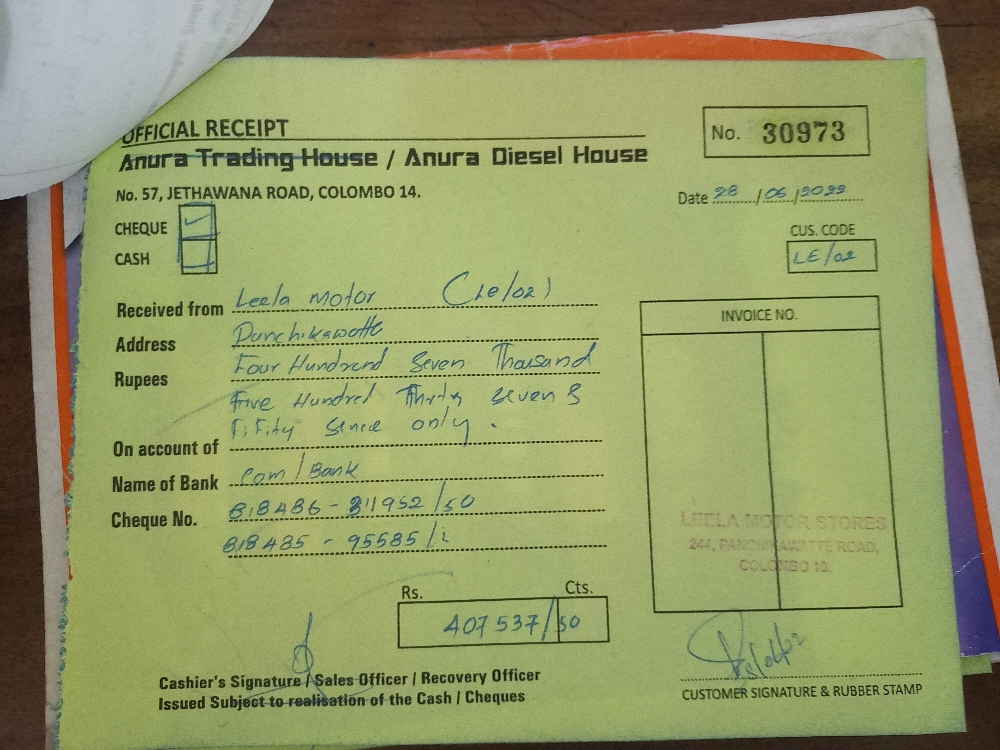 OFFICIAL RECEIPT
No. 30973
Anura Trading House / Anura Diesel House
No. 57, JETHAWANA ROAD, COLOMBO 14.
Date 28 / 06 / 2022
CHEQUE ✓
CASH
CUS. CODE
LE/02
Received from Leela Motor (Le/02)
Address Panchikawatte
Rupees Four Hundrand Seven Thousand
Five Hundred Thirty Seven &
Fifity only.
On account of
Name of Bank Com / Bank
Cheque No. 818486 - 311952/50
818485 - 95585/
INVOICE NO.
LEELA MOTOR STORES
244, PANCHIKAWATTE ROAD,
COLOMBO 10.
Rs. Cts.
407 537/50
Cashier's Signature / Sales Officer / Recovery Officer
Issued Subject to realisation of the Cash / Cheques
CUSTOMER SIGNATURE & RUBBER STAMP